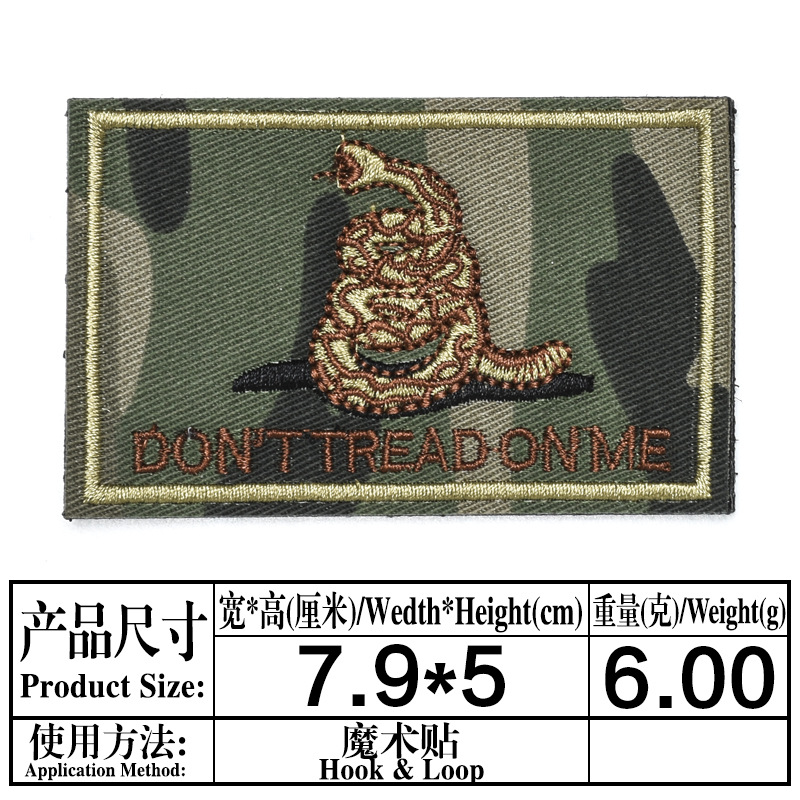 DON'T TREAD ON ME
产品尺寸
Product Size:
宽*高(厘米)/Wedth*Height(cm)
重量(克)/Weight(g)
7.9*5
6.00
使用方法:
Application Method:
魔术贴
Hook & Loop